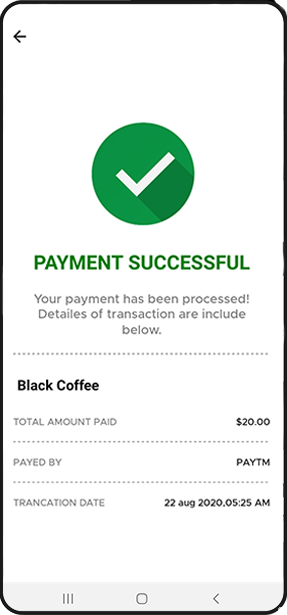 PAYMENT SUCCESSFUL
Your payment has been processed!
Detailes of transaction are include
below.
Black Coffee
TOTAL AMOUNT PAID $20.00
PAYED BY PAYTM
TRANCATION DATE 22 aug 2020,05:25 AM